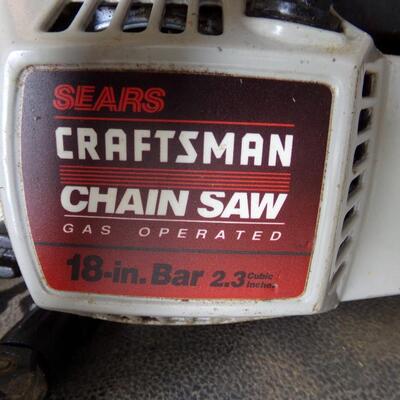 SEARS
CRAFTSMAN
CHAIN SAW
GAS OPERATED
18-in. Bar 2.3 Cubic
Inches